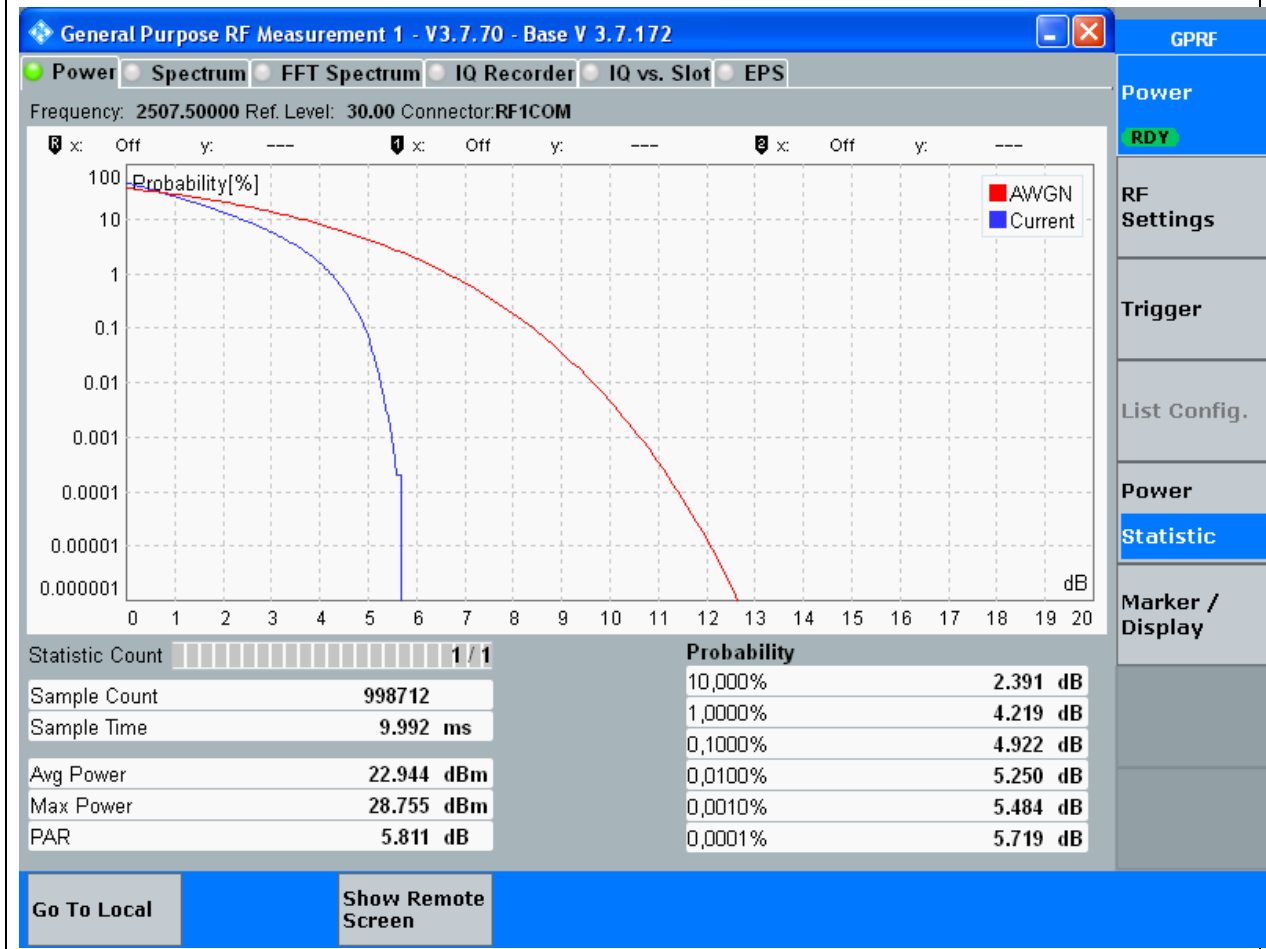 General Purpose RF Measurement 1 - V3.7.70 - Base V 3.7.172
GPRF
Power Spectrum FFT Spectrum IQ Recorder IQ vs. Slot EPS
Frequency: 2507.50000 Ref. Level: 30.00 Connector:RF1COM
R x: Off y: --- 1 x: Off y: --- 2 x: Off y: ---
Probability[%]
AWGN
Current
100
10
1
0.1
0.01
0.001
0.0001
0.00001
0.000001
dB
0 1 2 3 4 5 6 7 8 9 10 11 12 13 14 15 16 17 18 19 20
Statistic Count 1 / 1
Sample Count 998712
Sample Time 9.992 ms
Avg Power 22.944 dBm
Max Power 28.755 dBm
PAR 5.811 dB
Probability
10,000% 2.391 dB
1,0000% 4.219 dB
0,1000% 4.922 dB
0,0100% 5.250 dB
0,0010% 5.484 dB
0,0001% 5.719 dB
Power
RDY
RF
Settings
Trigger
List Config.
Power
Statistic
Marker /
Display
Go To Local
Show Remote
Screen